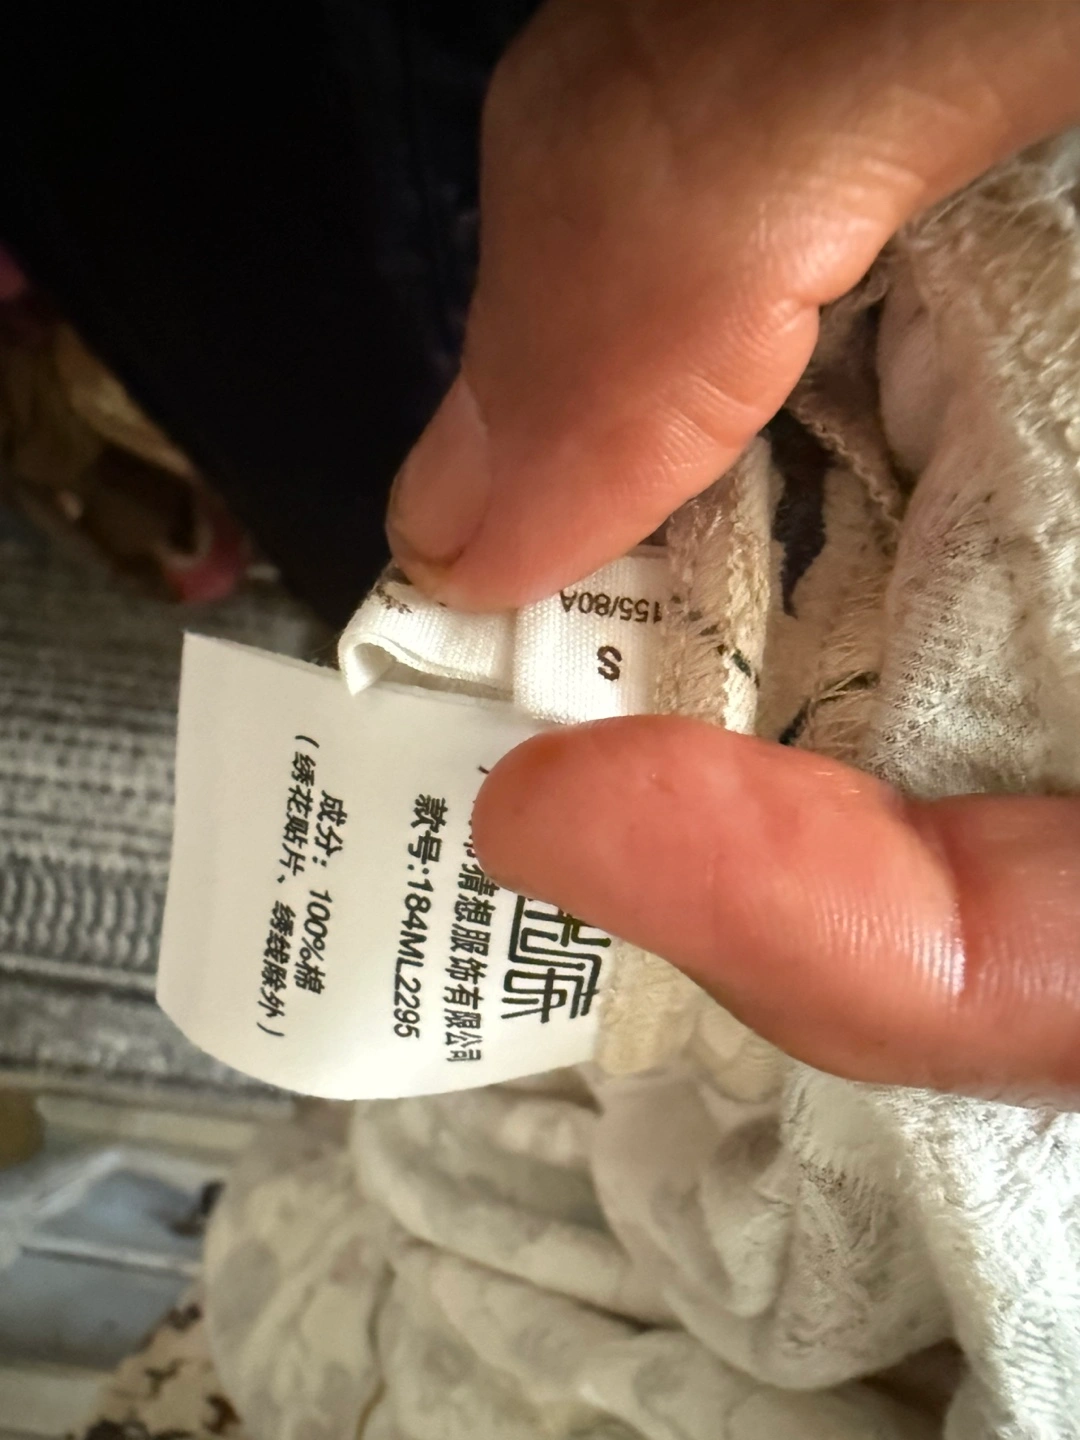 155/80A
S
猜想服饰有限公司
款号:184ML2295
成分：100%棉
（绣花贴片、绣线除外）